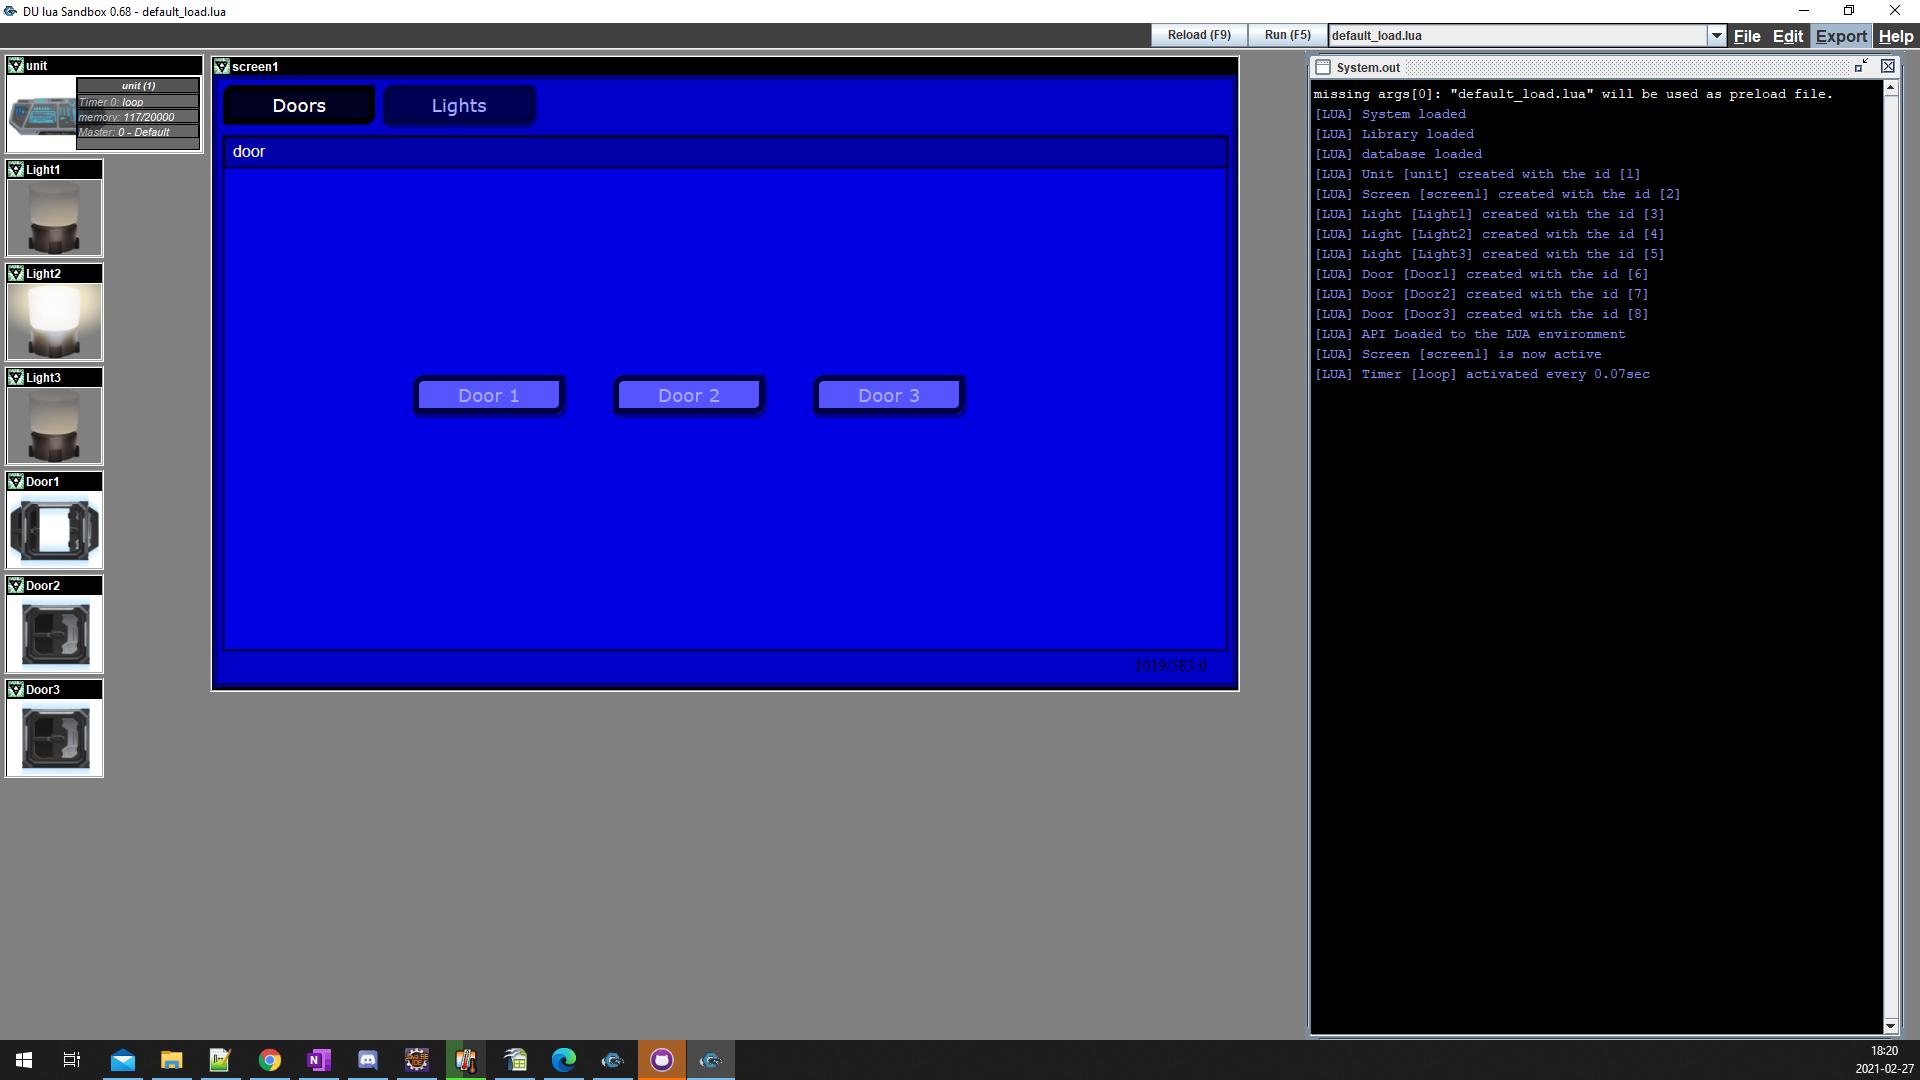 DU lua Sandbox 0.68 - default_load.lua
Reload (F9)
Run (F5)
default_load.lua
File
Edit
Export
Help
unit
unit (1)
Timer 0: loop
memory: 117/20000
Master: 0 - Default
Light1
Light2
Light3
Door1
Door2
Door3
screen1
Doors
Lights
door
Door 1
Door 2
Door 3
1019/583.0
System.out
missing args[0]: "default_load.lua" will be used as preload file.
[LUA] System loaded
[LUA] Library loaded
[LUA] database loaded
[LUA] Unit [unit] created with the id [1]
[LUA] Screen [screen1] created with the id [2]
[LUA] Light [Light1] created with the id [3]
[LUA] Light [Light2] created with the id [4]
[LUA] Light [Light3] created with the id [5]
[LUA] Door [Door1] created with the id [6]
[LUA] Door [Door2] created with the id [7]
[LUA] Door [Door3] created with the id [8]
[LUA] API Loaded to the LUA environment
[LUA] Screen [screen1] is now active
[LUA] Timer [loop] activated every 0.07sec
18:20
2021-02-27